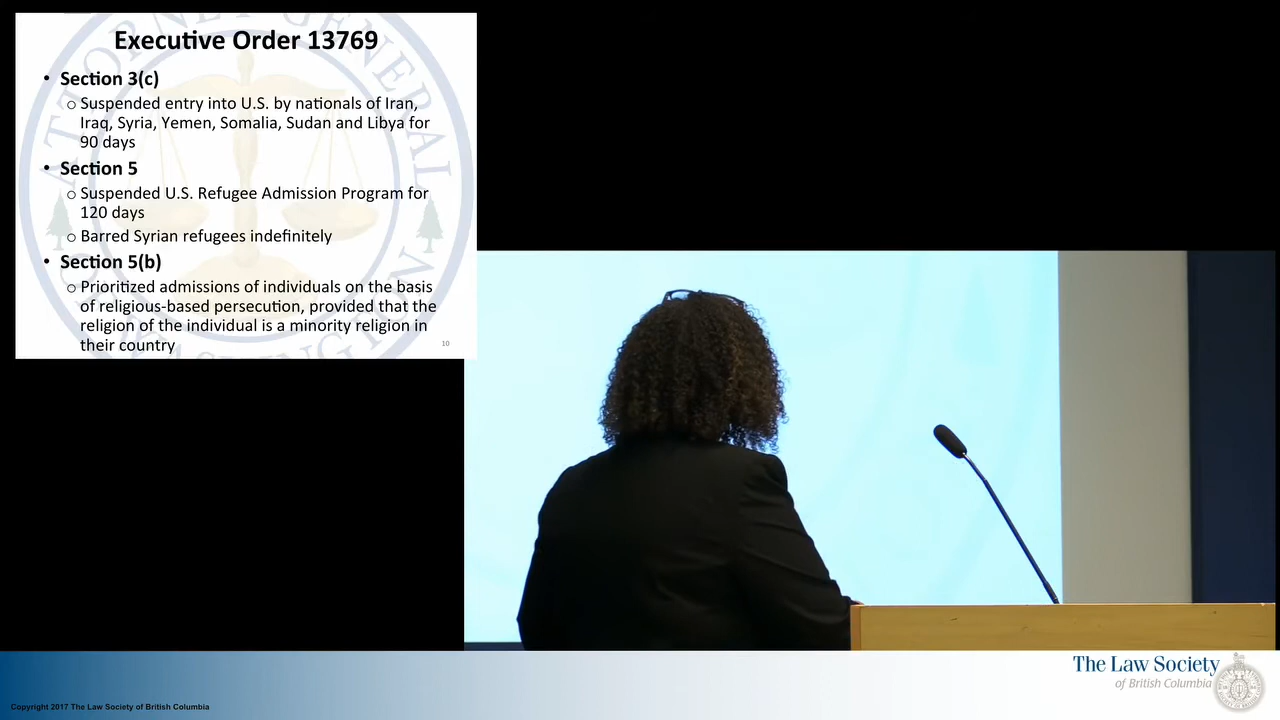 Executive Order 13769
• Section 3(c)
o Suspended entry into U.S. by nationals of Iran,
Iraq, Syria, Yemen, Somalia, Sudan and Libya for
90 days
• Section 5
o Suspended U.S. Refugee Admission Program for
120 days
o Barred Syrian refugees indefinitely
• Section 5(b)
o Prioritized admissions of individuals on the basis
of religious-based persecution, provided that the
religion of the individual is a minority religion in
their country
10
ATTORNEY GENERAL
WASHINGTON
The Law Society
of British Columbia
Copyright 2017 The Law Society of British Columbia